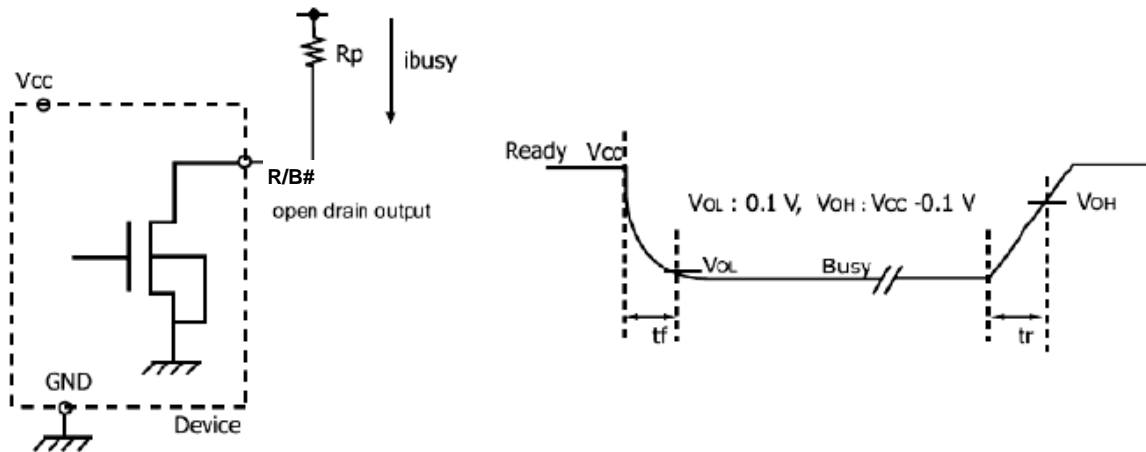 Rp
ibusy
Vcc
R/B#
open drain output
GND
Device
Ready Vcc
VOL : 0.1 V, VOH : VCC -0.1 V
VOH
VOL
Busy
tf
tr